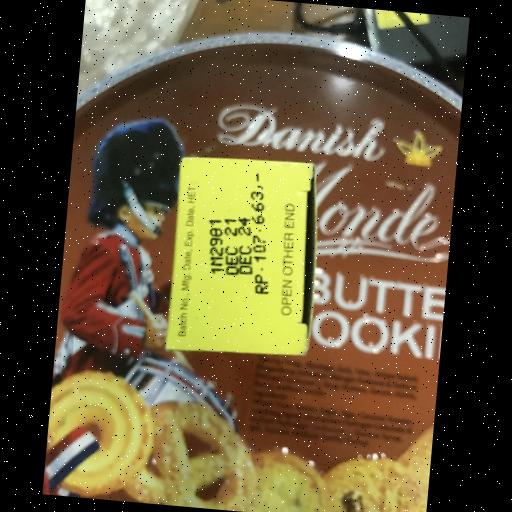 Danish
Monde
BUTTE
OOKI
Batch No. Mfg. Date, Exp. Date. HET
1M2901
DEC 21
DEC 24
RP. 107.663,-
OPEN OTHER END